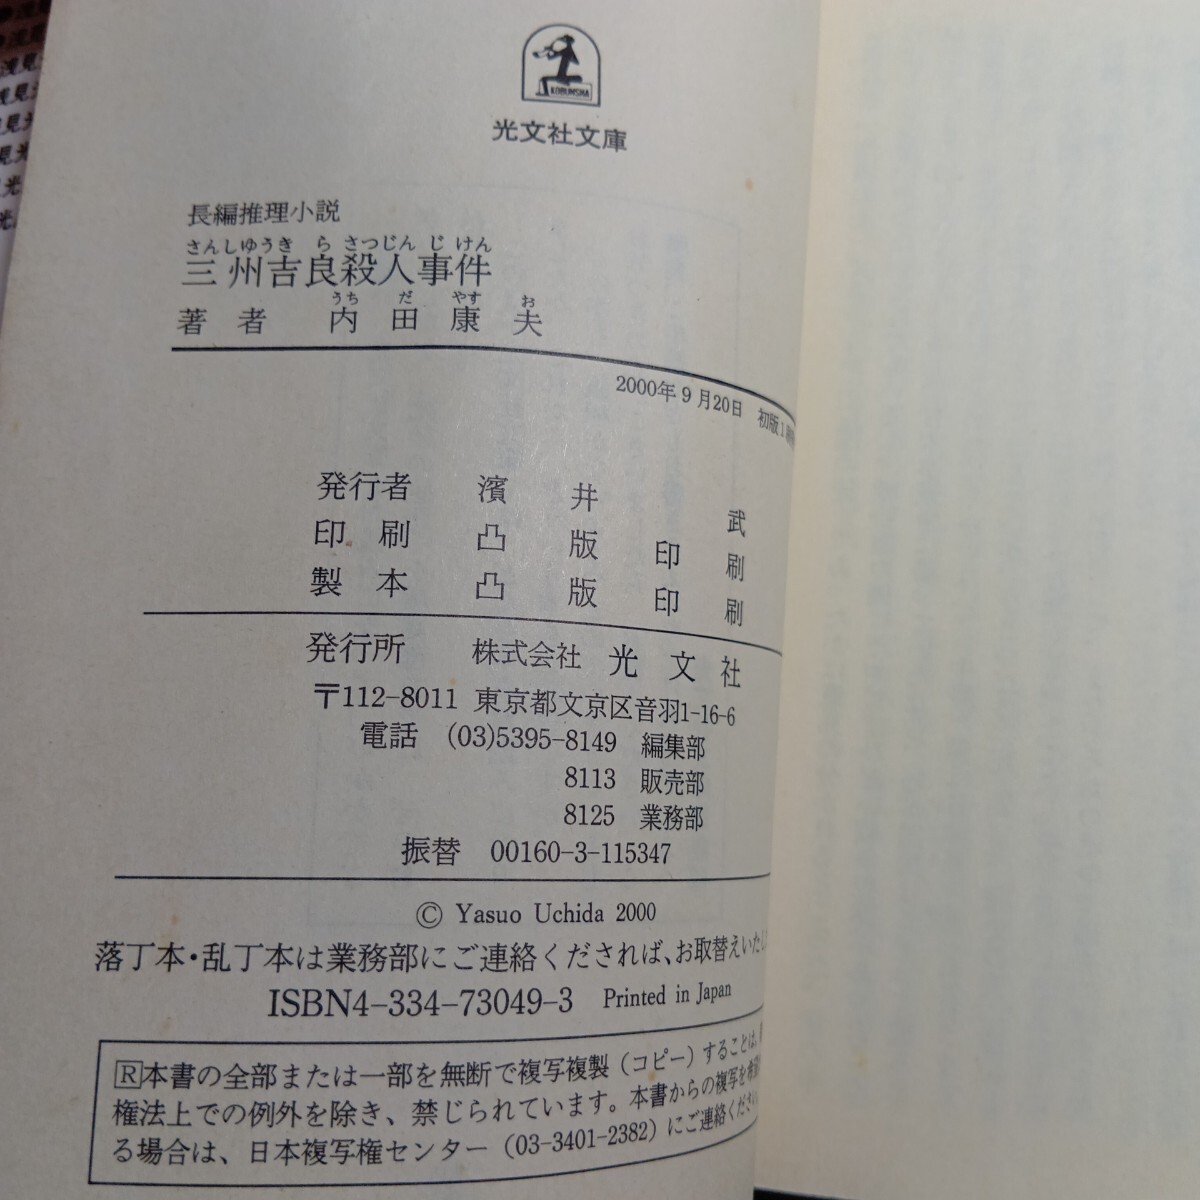 KOBUNSHA
光文社文庫
長編推理小説
さんしゆうき ら さつじん じ けん
三州吉良殺人事件
うち だ やす お
著者 内田康夫
2000年9月20日 初版1
発行者 濱井武
印刷 凸版印刷
製本 凸版印刷
発行所 株式会社 光文社
〒112-8011 東京都文京区音羽1-16-6
電話 (03)5395-8149 編集部
8113 販売部
8125 業務部
振替 00160-3-115347
© Yasuo Uchida 2000
落丁本・乱丁本は業務部にご連絡くだされば、お取替えいたし
ISBN4-334-73049-3 Printed in Japan
R本書の全部または一部を無断で複写複製(コピー)することは、
権法上での例外を除き、禁じられています。本書からの複写を希望
る場合は、日本複写権センター(03-3401-2382)にご連絡ください